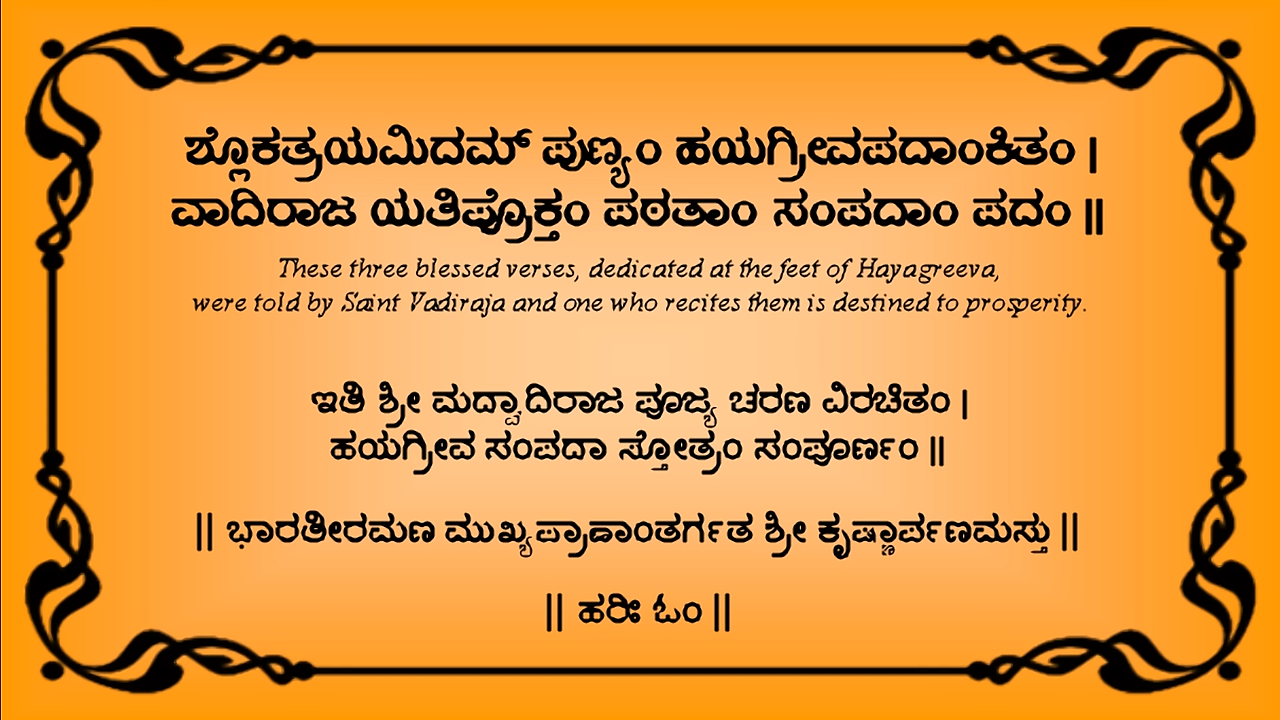 ಶ್ಲೊಕತ್ರಯಮಿದಮ್ ಪುಣ್ಯಂ ಹಯಗ್ರೀವಪದಾಂಕಿತಂ |
ವಾದಿರಾಜ ಯತಿಪ್ರೊಕ್ತಂ ಪಠತಾಂ ಸಂಪದಾಂ ಪದಂ ||
These three blessed verses, dedicated at the feet of Hayagreeva,
were told by Saint Vadiraja and one who recites them is destined to prosperity.
ಇತಿ ಶ್ರೀ ಮದ್ವಾದಿರಾಜ ಪೂಜ್ಯ ಚರಣ ವಿರಚಿತಂ |
ಹಯಗ್ರೀವ ಸಂಪದಾ ಸ್ತೋತ್ರಂ ಸಂಪೂರ್ಣಂ ||
|| ಭಾರತೀರಮಣ ಮುಖ್ಯಪ್ರಾಣಾಂತರ್ಗತ ಶ್ರೀ ಕೃಷ್ಣಾರ್ಪಣಮಸ್ತು ||
|| ಹರಿಃ ಓಂ ||